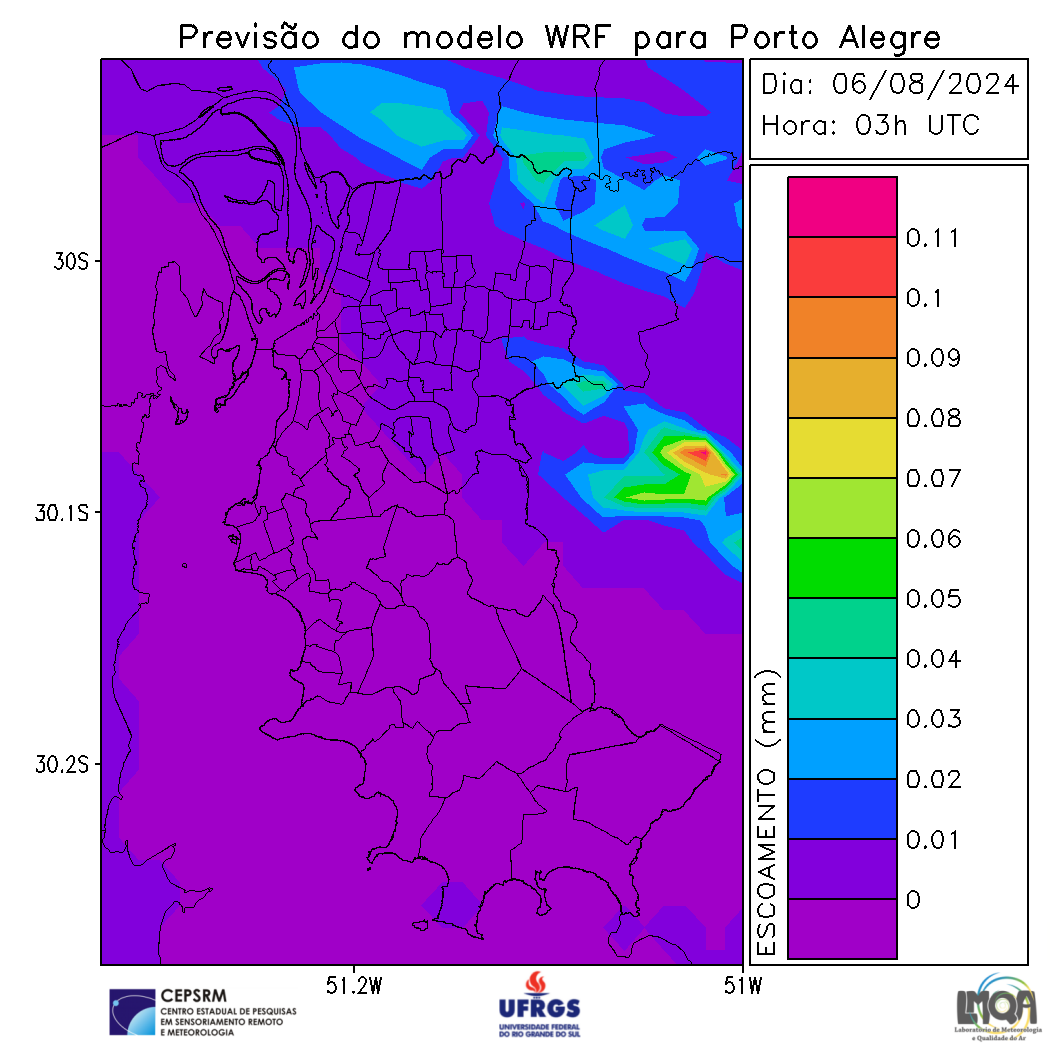 Previsão do modelo WRF para Porto Alegre
Dia: 06/08/2024
Hora: 03h UTC
30S
30.1S
30.2S
51.2W
51W
ESCOAMENTO (mm)
0.11
0.1
0.09
0.08
0.07
0.06
0.05
0.04
0.03
0.02
0.01
0
CEPSRM
CENTRO ESTADUAL DE PESQUISAS
EM SENSORIAMENTO REMOTO
E METEOROLOGIA
UFRGS
UNIVERSIDADE FEDERAL
DO RIO GRANDE DO SUL
LMQA
Laboratório de Meteorologia
e Qualidade do Ar